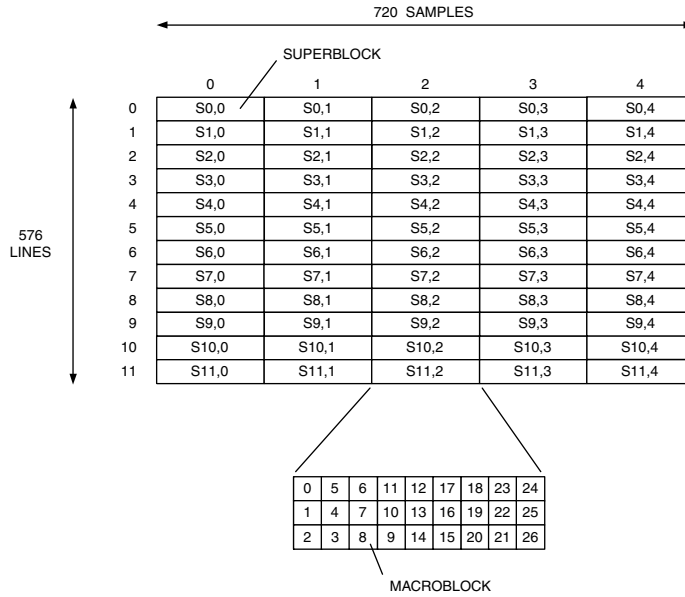 720 SAMPLES
SUPERBLOCK
0 1 2 3 4
0 S0,0 S0,1 S0,2 S0,3 S0,4
1 S1,0 S1,1 S1,2 S1,3 S1,4
2 S2,0 S2,1 S2,2 S2,3 S2,4
3 S3,0 S3,1 S3,2 S3,3 S3,4
4 S4,0 S4,1 S4,2 S4,3 S4,4
5 S5,0 S5,1 S5,2 S5,3 S5,4
576
LINES
6 S6,0 S6,1 S6,2 S6,3 S6,4
7 S7,0 S7,1 S7,2 S7,3 S7,4
8 S8,0 S8,1 S8,2 S8,3 S8,4
9 S9,0 S9,1 S9,2 S9,3 S9,4
10 S10,0 S10,1 S10,2 S10,3 S10,4
11 S11,0 S11,1 S11,2 S11,3 S11,4
0 5 6 11 12 17 18 23 24
1 4 7 10 13 16 19 22 25
2 3 8 9 14 15 20 21 26
MACROBLOCK